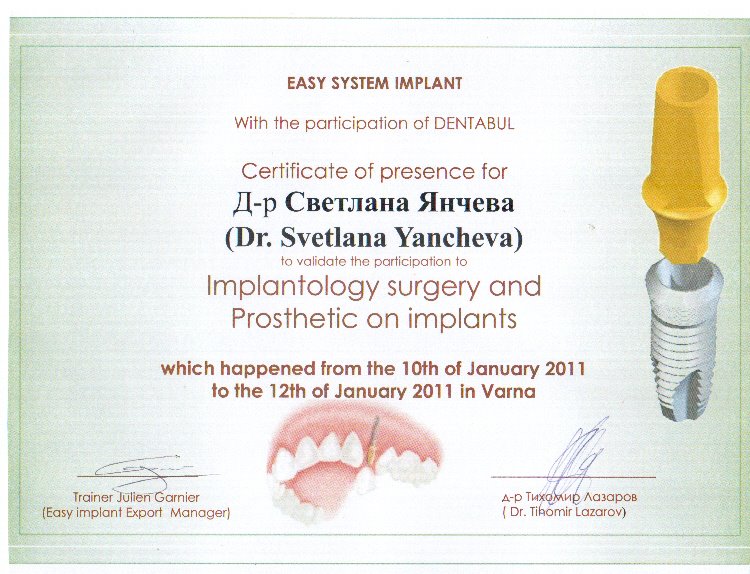 EASY SYSTEM IMPLANT
With the participation of DENTABUL
Certificate of presence for
Д-р Светлана Янчева
(Dr. Svetlana Yancheva)
to validate the participation to
Implantology surgery and
Prosthetic on implants
which happened from the 10th of January 2011
to the 12th of January 2011 in Varna
Trainer Julien Garnier
(Easy implant Export Manager)
д-р Тихомир Лазаров
( Dr. Tihomir Lazarov)